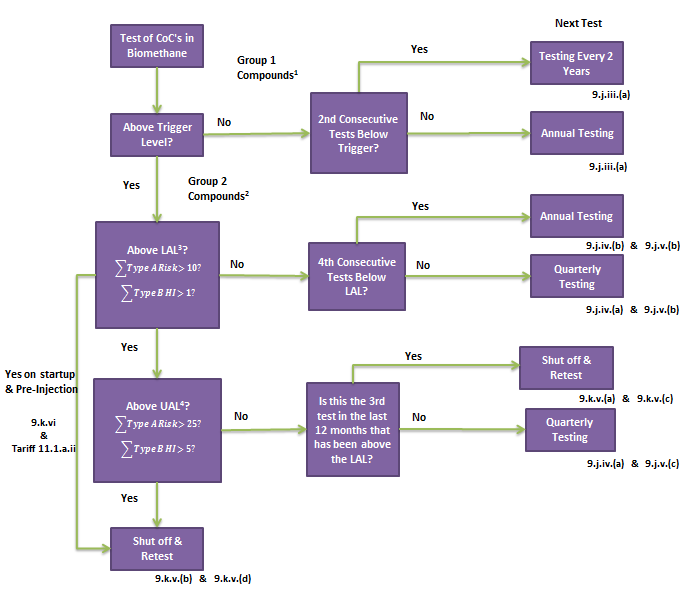 Next Test
Test of CoC's in
Biomethane
Group 1
Compounds¹
Yes
Testing Every 2
Years
9.j.iii.(a)
Above Trigger
Level?
No
2nd Consecutive
Tests Below
Trigger?
No
Annual Testing
9.j.iii.(a)
Yes
Group 2
Compounds²
Yes
Annual Testing
9.j.iv.(b) & 9.j.v.(b)
Above LAL³?
∑Type A Risk > 10?
∑Type B HI > 1?
No
4th Consecutive
Tests Below
LAL?
No
Quarterly
Testing
9.j.iv.(a) & 9.j.v.(b)
Yes
Yes on startup
& Pre-Injection
9.k.vi
&
Tariff 11.1.a.ii
Above UAL⁴?
∑Type A Risk > 25?
∑Type B HI > 5?
No
Is this the 3rd
test in the last
12 months that
has been above
the LAL?
Yes
Shut off &
Retest
9.k.v.(a) & 9.k.v.(c)
No
Quarterly
Testing
9.j.iv.(a) & 9.j.v.(c)
Yes
Shut off &
Retest
9.k.v.(b) & 9.k.v.(d)